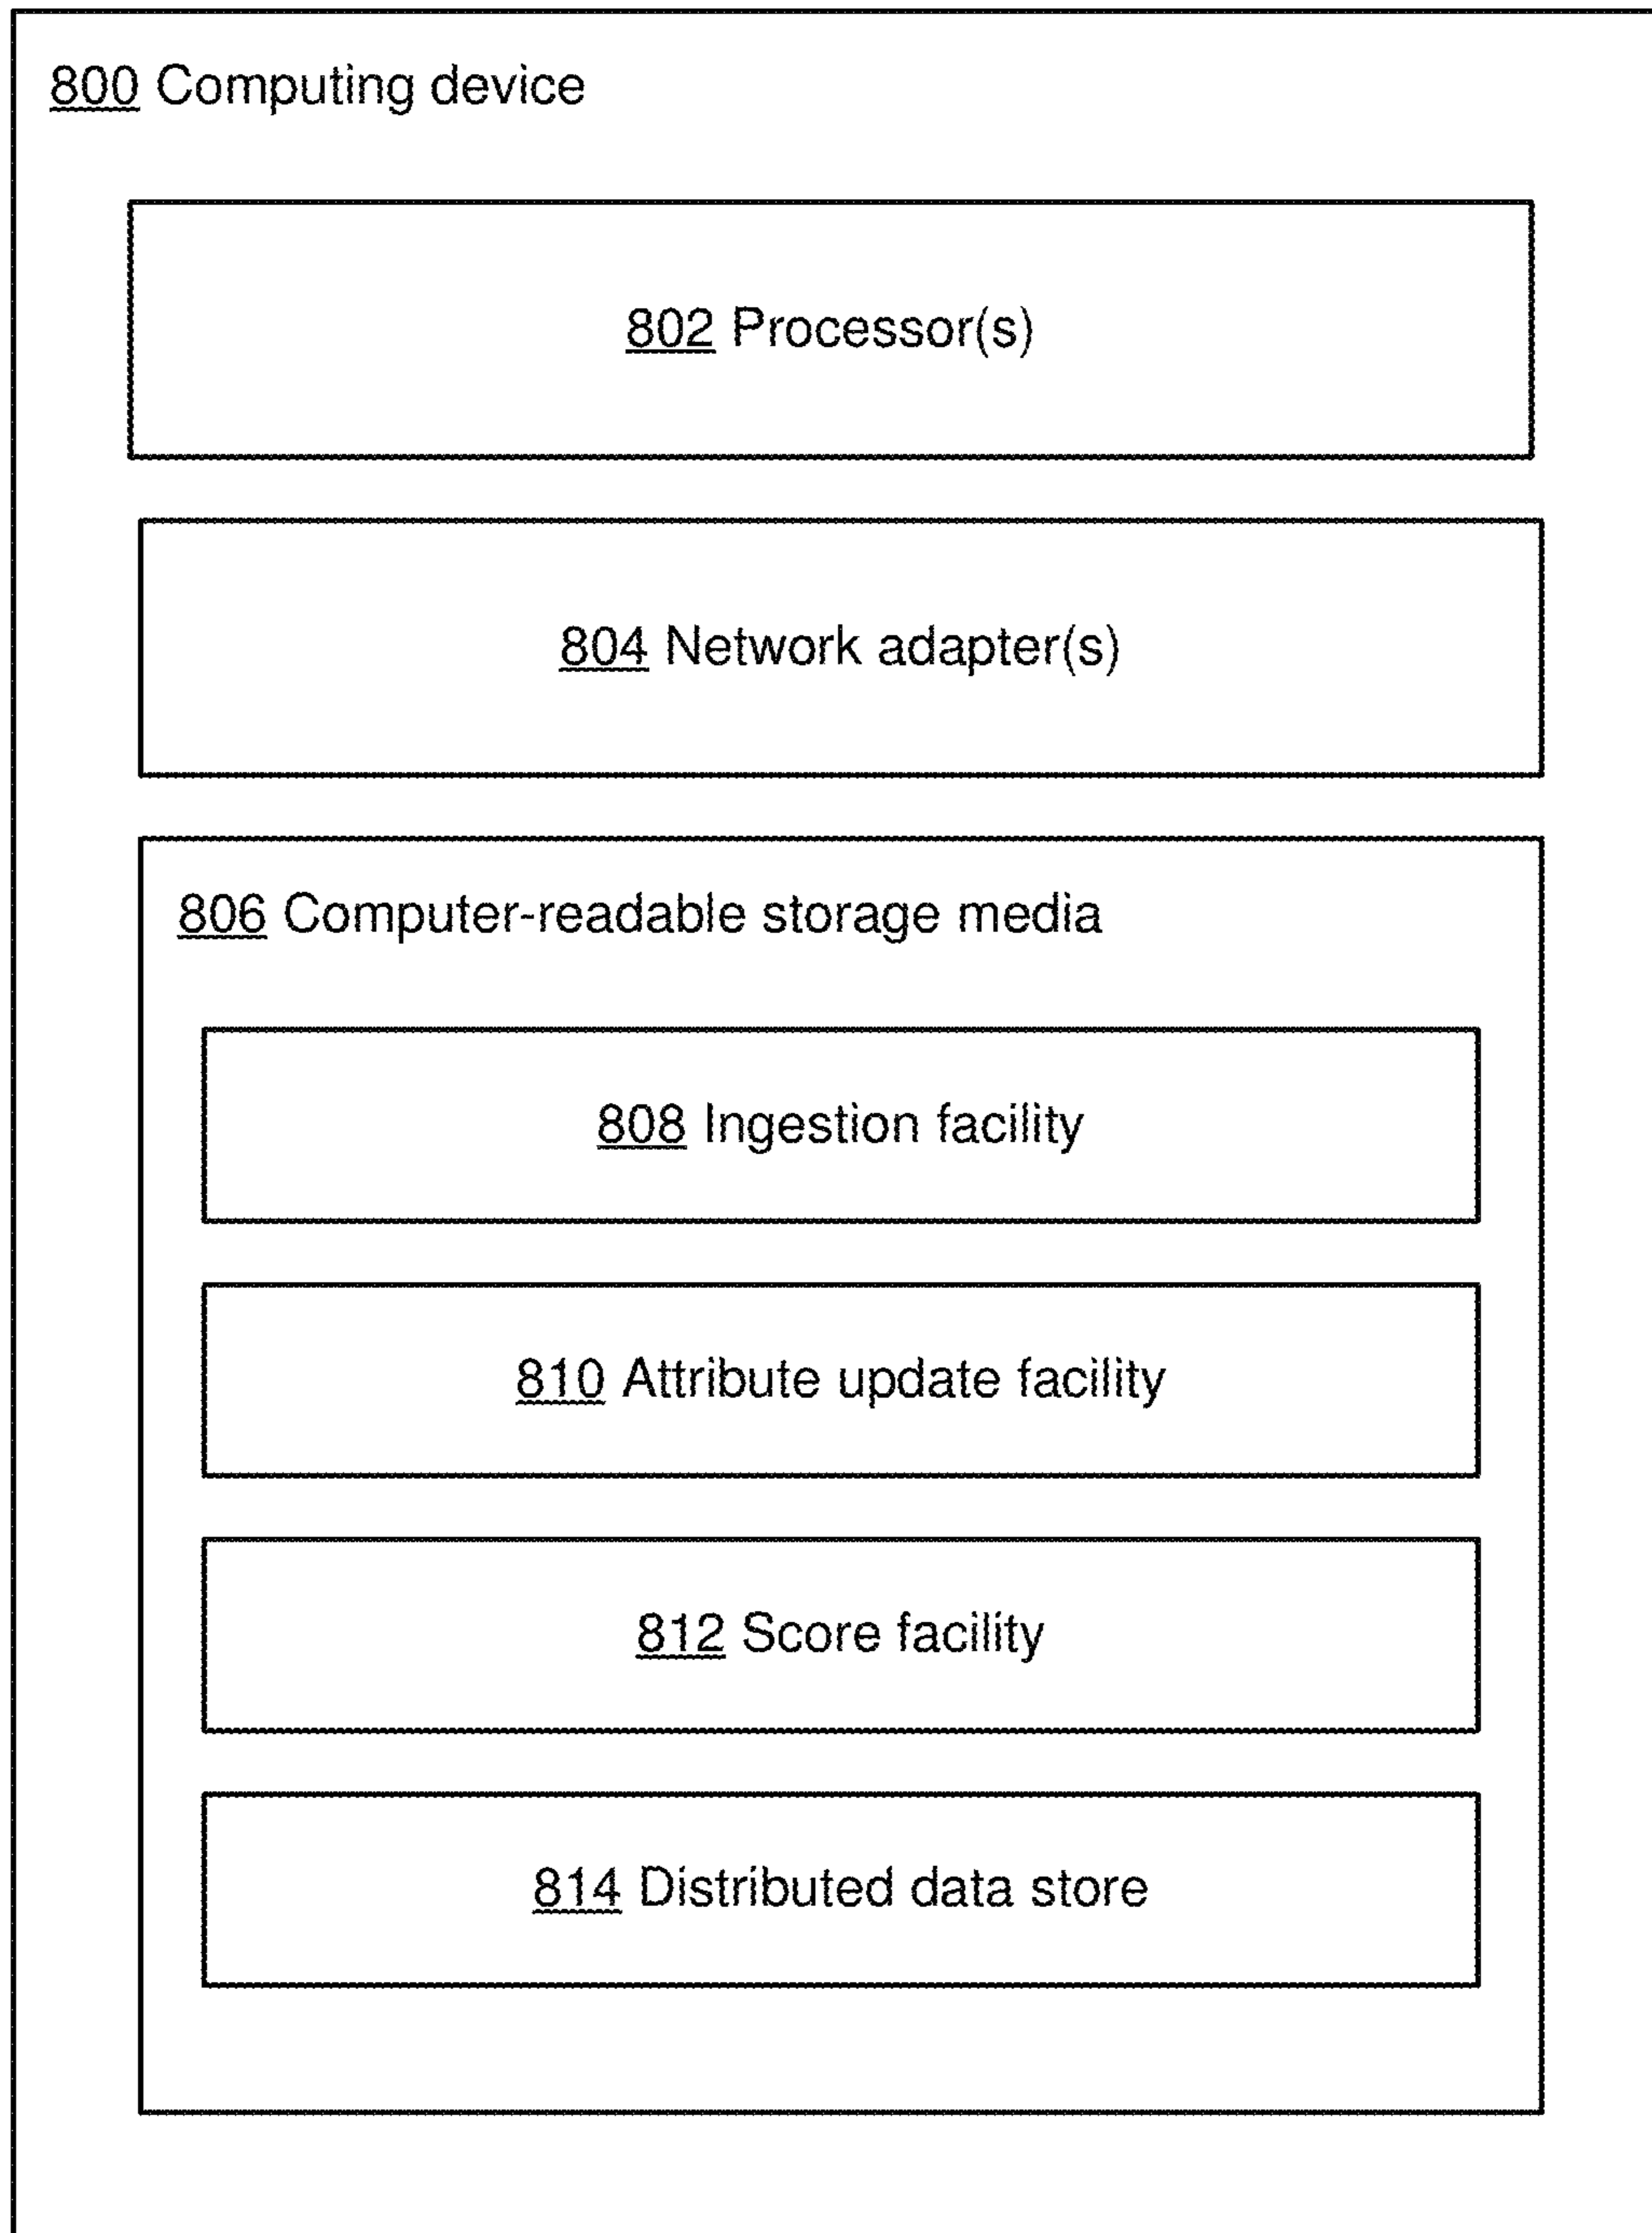 800 Computing device
802 Processor(s)
804 Network adapter(s)
806 Computer-readable storage media
808 Ingestion facility
810 Attribute update facility
812 Score facility
814 Distributed data store